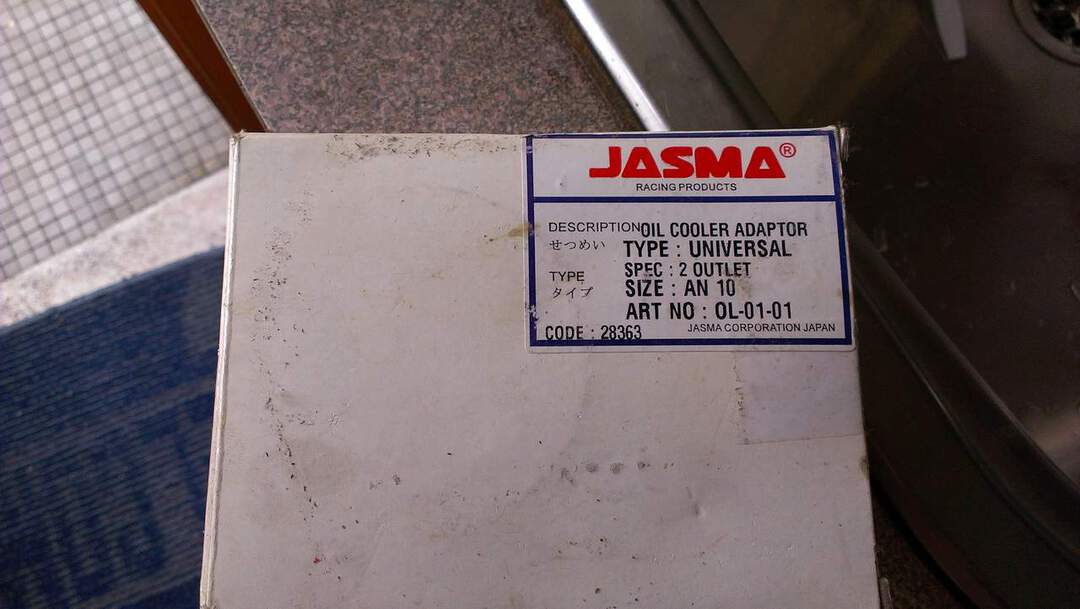 JASMA®
RACING PRODUCTS
DESCRIPTION OIL COOLER ADAPTOR
せつめい TYPE : UNIVERSAL
TYPE SPEC : 2 OUTLET
タイプ SIZE : AN 10
ART NO : OL-01-01
CODE : 28363 JASMA CORPORATION JAPAN